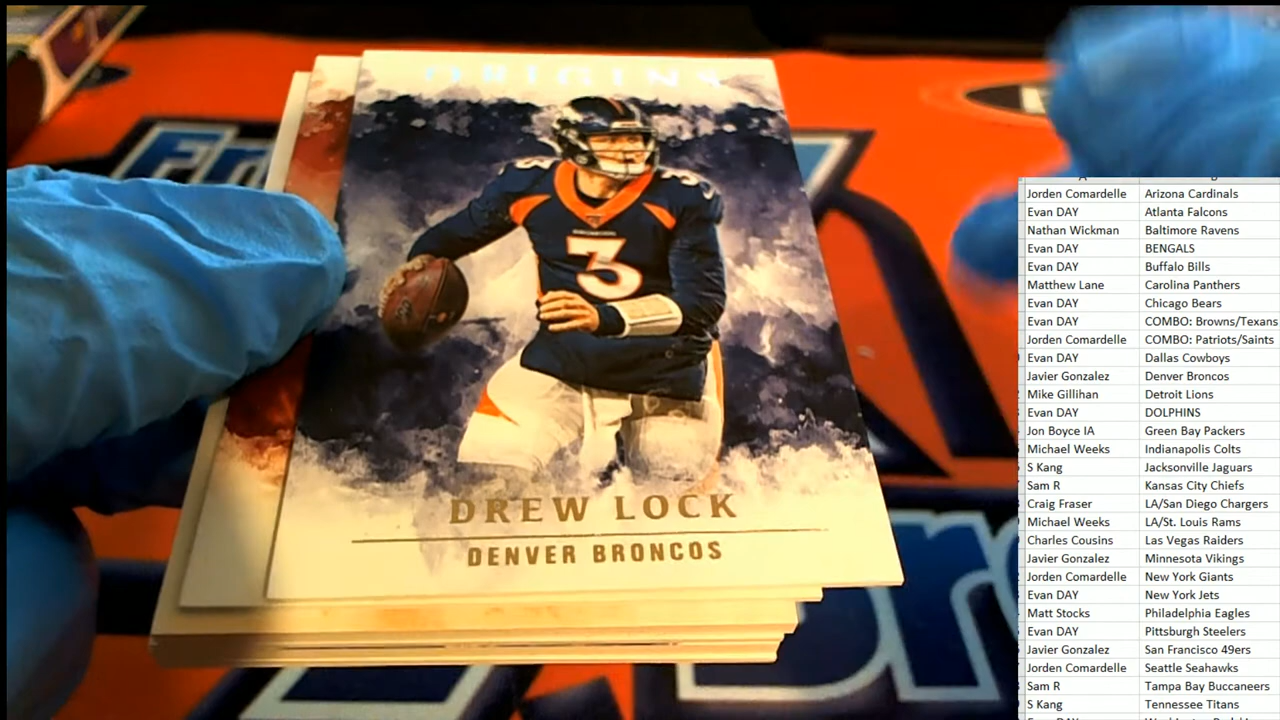 ORIGINS
3
3
3
DREW LOCK
DENVER BRONCOS
Jorden Comardelle Arizona Cardinals
Evan DAY Atlanta Falcons
Nathan Wickman Baltimore Ravens
Evan DAY BENGALS
Evan DAY Buffalo Bills
Matthew Lane Carolina Panthers
Evan DAY Chicago Bears
Evan DAY COMBO: Browns/Texans
Jorden Comardelle COMBO: Patriots/Saints
Evan DAY Dallas Cowboys
Javier Gonzalez Denver Broncos
Mike Gillihan Detroit Lions
Evan DAY DOLPHINS
Jon Boyce IA Green Bay Packers
Michael Weeks Indianapolis Colts
S Kang Jacksonville Jaguars
Sam R Kansas City Chiefs
Craig Fraser LA/San Diego Chargers
Michael Weeks LA/St. Louis Rams
Charles Cousins Las Vegas Raiders
Javier Gonzalez Minnesota Vikings
Jorden Comardelle New York Giants
Evan DAY New York Jets
Matt Stocks Philadelphia Eagles
Evan DAY Pittsburgh Steelers
Javier Gonzalez San Francisco 49ers
Jorden Comardelle Seattle Seahawks
Sam R Tampa Bay Buccaneers
S Kang Tennessee Titans